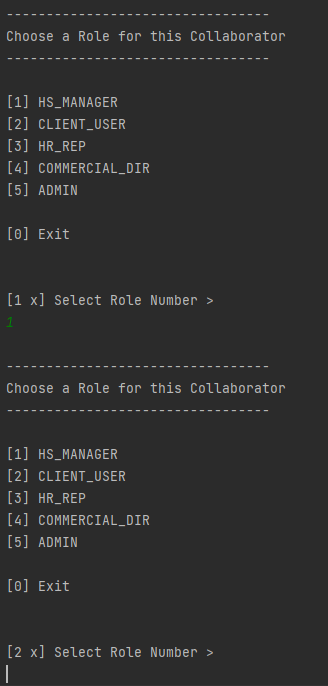 ---------------------------------
Choose a Role for this Collaborator
---------------------------------
[1] HS_MANAGER
[2] CLIENT_USER
[3] HR_REP
[4] COMMERCIAL_DIR
[5] ADMIN
[0] Exit
[1 x] Select Role Number >
1
---------------------------------
Choose a Role for this Collaborator
---------------------------------
[1] HS_MANAGER
[2] CLIENT_USER
[3] HR_REP
[4] COMMERCIAL_DIR
[5] ADMIN
[0] Exit
[2 x] Select Role Number >